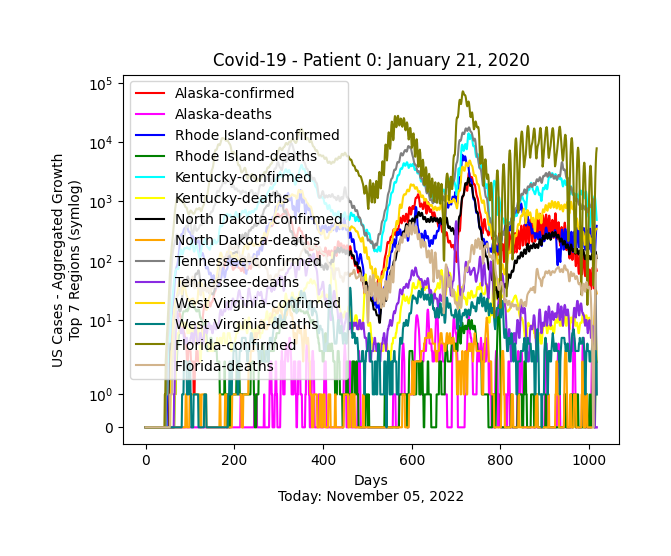 Covid-19 - Patient 0: January 21, 2020
US Cases - Aggregated Growth
Top 7 Regions (symlog)
10^5
10^4
10^3
10^2
10^1
10^0
0
Alaska-confirmed
Alaska-deaths
Rhode Island-confirmed
Rhode Island-deaths
Kentucky-confirmed
Kentucky-deaths
North Dakota-confirmed
North Dakota-deaths
Tennessee-confirmed
Tennessee-deaths
West Virginia-confirmed
West Virginia-deaths
Florida-confirmed
Florida-deaths
0 200 400 600 800 1000
Days
Today: November 05, 2022